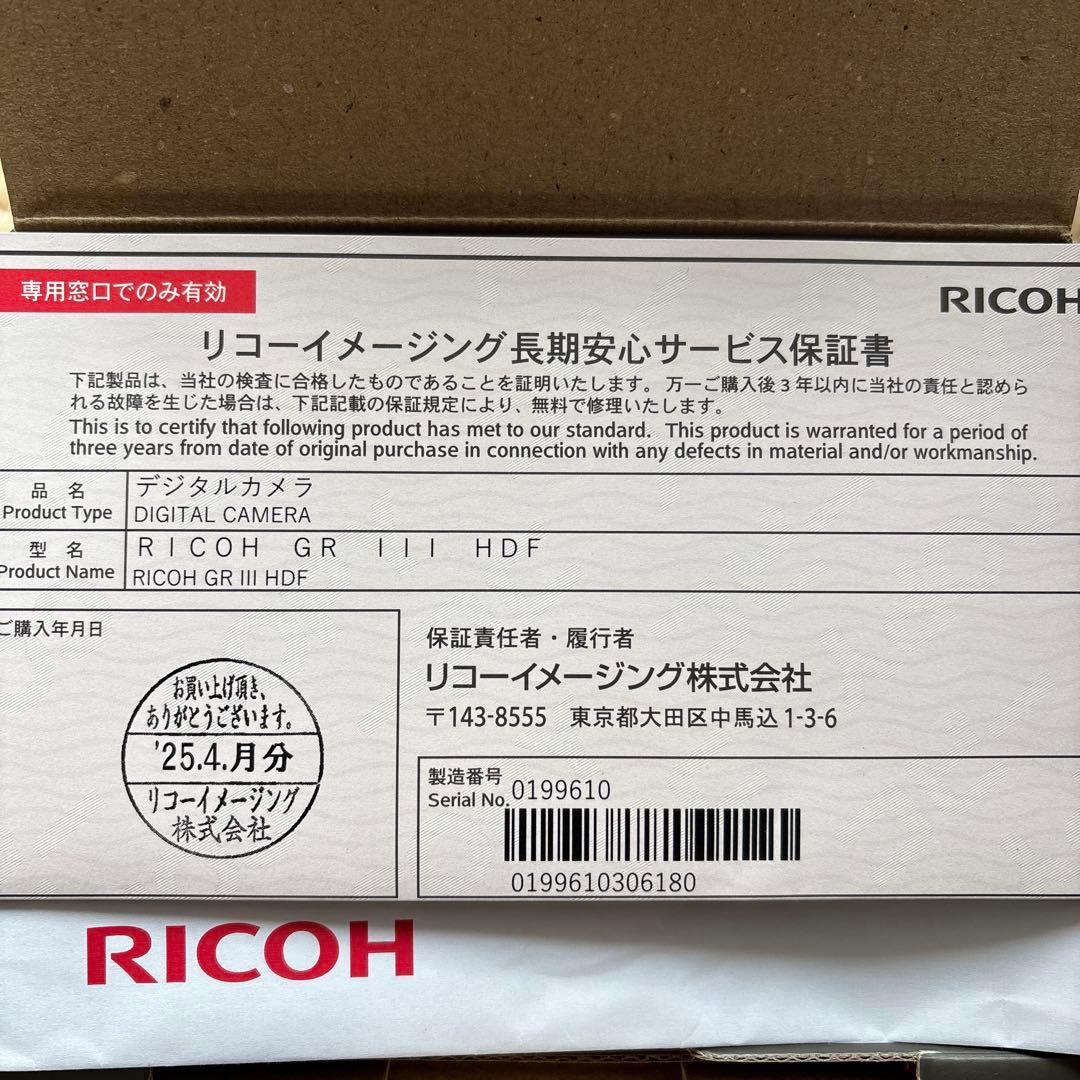 専用窓口でのみ有効
RICOH
リコーイメージング長期安心サービス保証書
下記製品は、当社の検査に合格したものであることを証明いたします。 万一ご購入後3年以内に当社の責任と認めら
れる故障を生じた場合は、下記記載の保証規定により、無料で修理いたします。
This is to certify that following product has met to our standard. This product is warranted for a period of
three years from date of original purchase in connection with any defects in material and/or workmanship.
品 名
デジタルカメラ
Product Type
DIGITAL CAMERA
型 名
RICOH GR III HDF
Product Name
RICOH GR III HDF
ご購入年月日
お買い上げ頂き、
ありがとうございます。
'25.4.月分
リコーイメージング
株式会社
保証責任者・履行者
リコーイメージング株式会社
〒143-8555 東京都大田区中馬込1-3-6
製造番号
Serial No.
0199610
0199610306180
RICOH